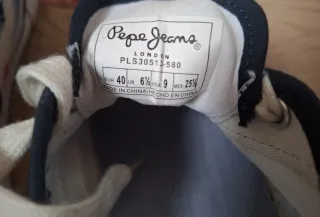 Pepe Jeans
LONDON
PLS30513-580
EUR 40 UK 6½ USA 9 MEX 25½
MADE IN CHINA-HECHO EN CHINA